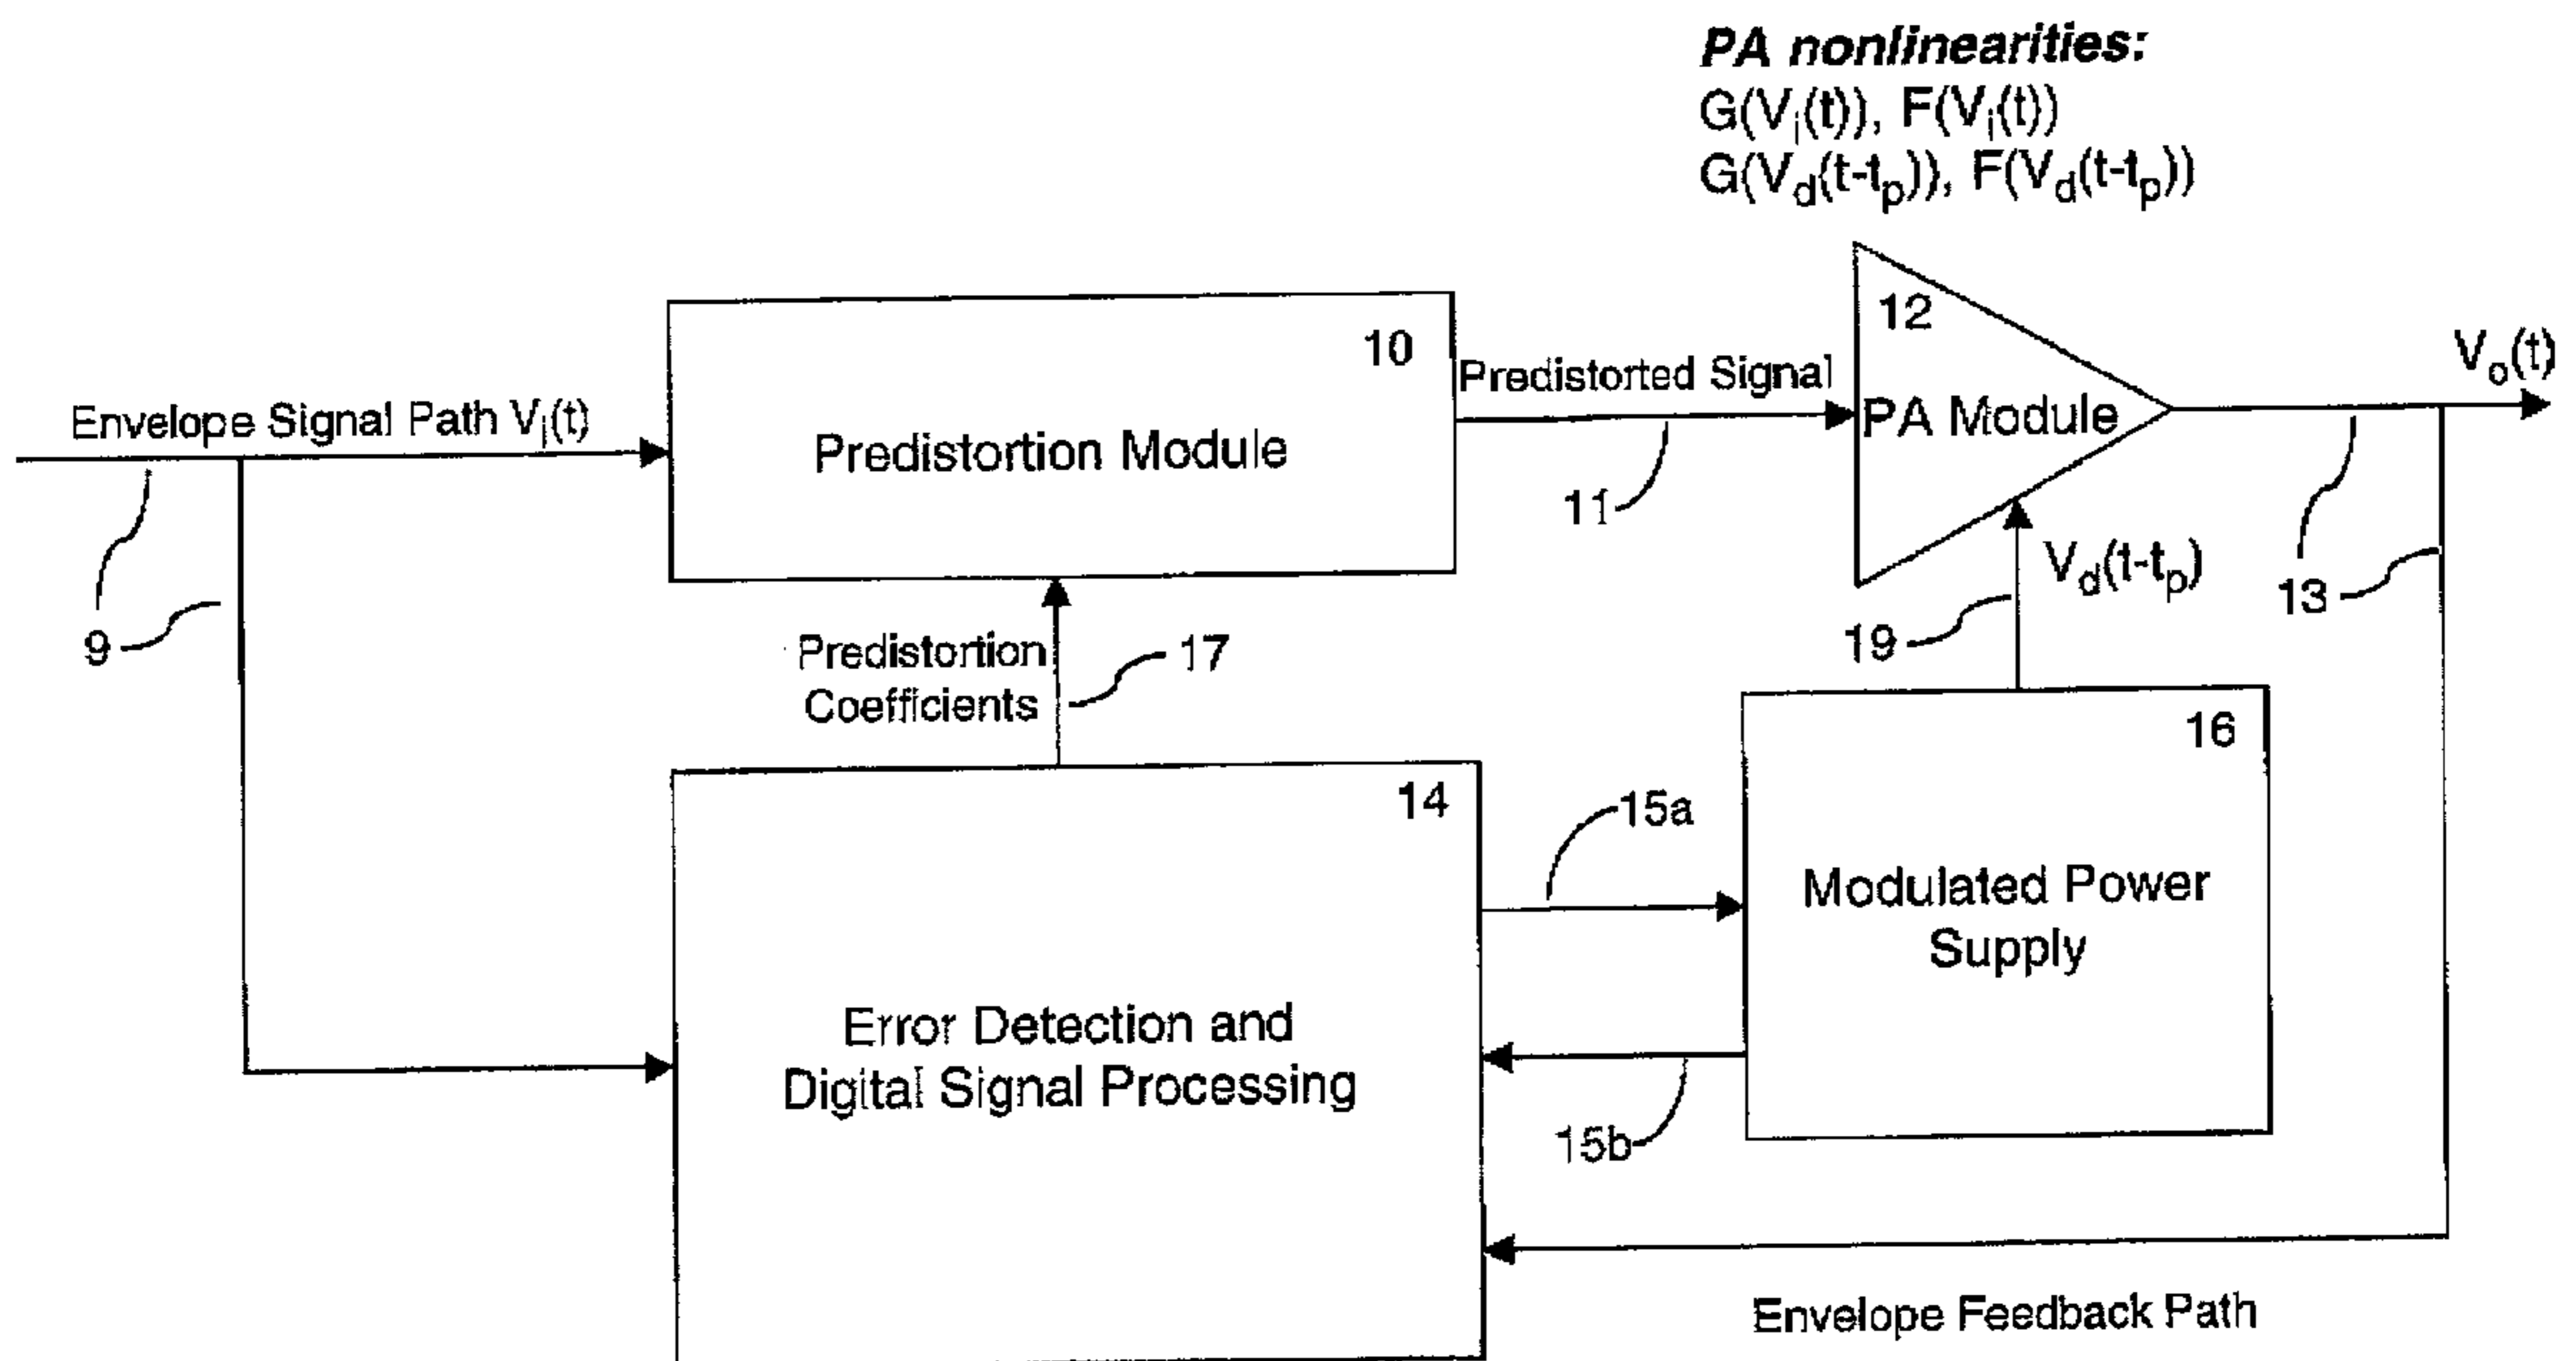 PA nonlinearities:
G(Vi(t)), F(Vi(t))
G(Vd(t-tp)), F(Vd(t-tp))
12
PA Module
Vo(t)
10
Predistortion Module
Predistorted Signal
11
Envelope Signal Path Vi(t)
9
13
Vd(t-tp)
19
Predistortion
Coefficients
17
16
Modulated Power
Supply
14
Error Detection and
Digital Signal Processing
15a
15b
Envelope Feedback Path